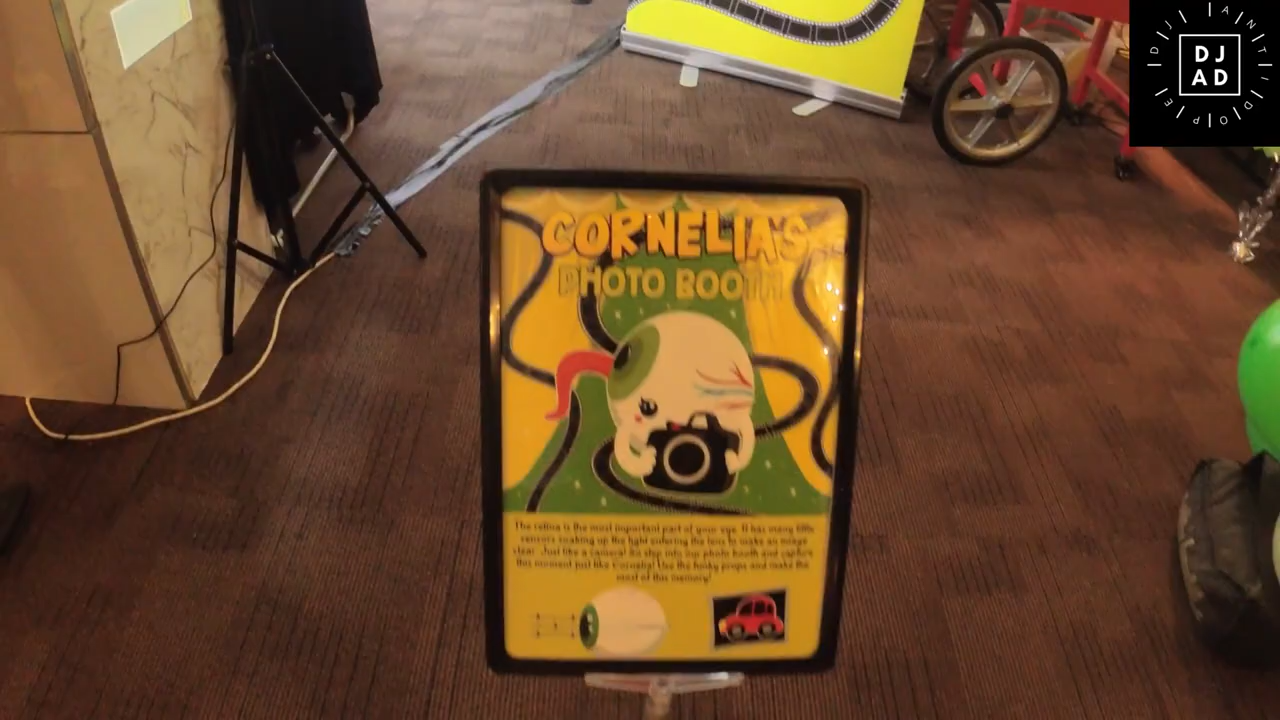 DJ ANTIDOPE
DJ
AD
CORNELIA'S
PHOTO BOOTH
The retina is the most important part of your eye. It has many little
sensors soaking up the light entering the lens to make an image
clear. Just like a camera! So step into our photo booth and capture
this moment just like Cornelia! Use the funky props and make the
most of this memory!